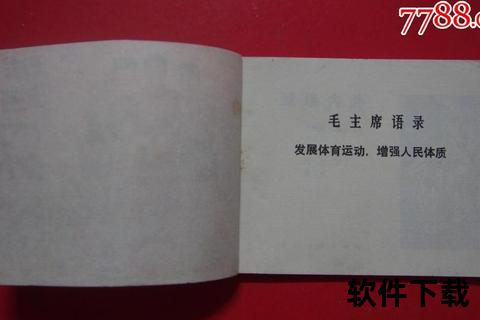 7788.c
毛主席语录
发展体育运动，增强人民体质
软件下载